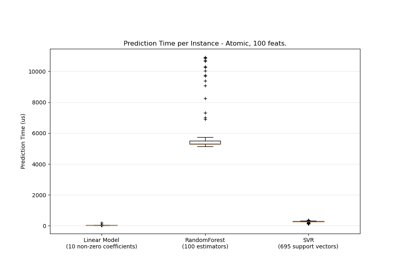 Prediction Time per Instance - Atomic, 100 feats.
Prediction Time (us)
10000
8000
6000
4000
2000
0
Linear Model
(10 non-zero coefficients)
RandomForest
(100 estimators)
SVR
(695 support vectors)